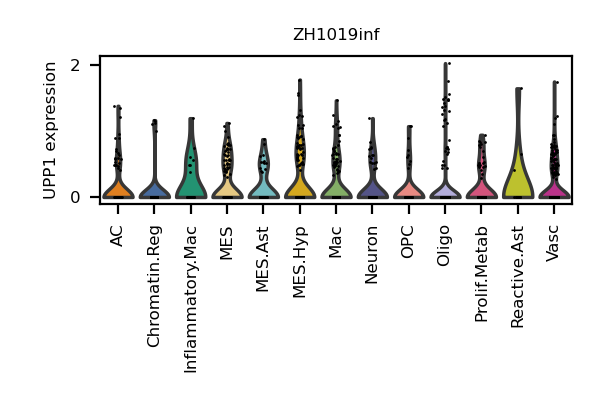 ZH1019inf
UPP1 expression
2
0
AC
Chromatin.Reg
Inflammatory.Mac
MES
MES.Ast
MES.Hyp
Mac
Neuron
OPC
Oligo
Prolif.Metab
Reactive.Ast
Vasc